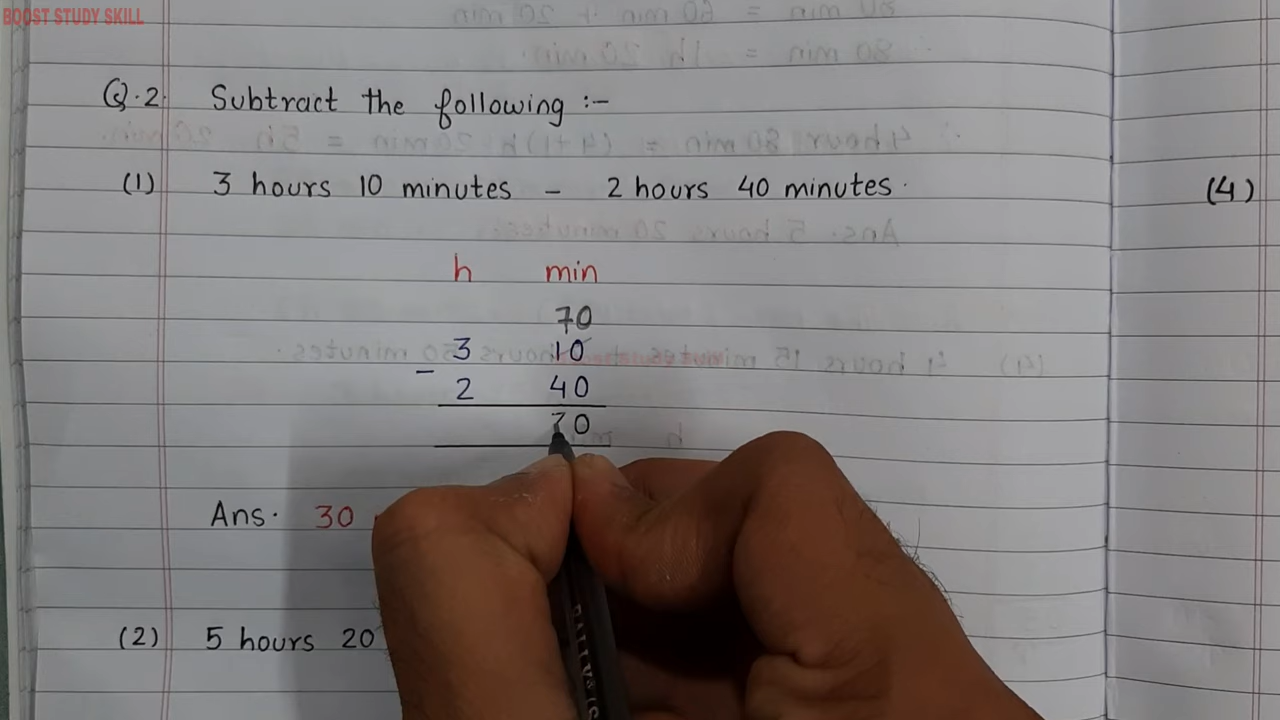 BOOST STUDY SKILL
Q.2. Subtract the following :-
(1) 3 hours 10 minutes - 2 hours 40 minutes.
(4)
h min
70
3 10
- 2 40
30
Ans. 30
(2) 5 hours 20